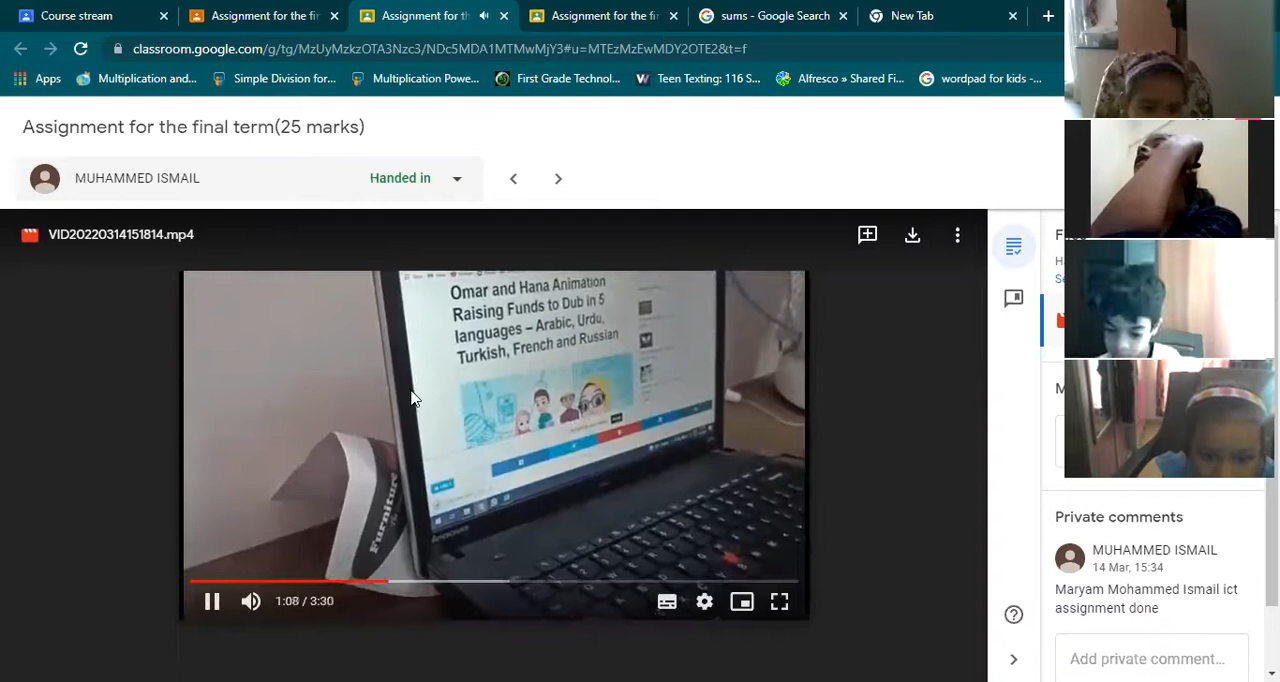 Course stream
Assignment for the fi
Assignment for th
Assignment for the fir
sums - Google Search
New Tab
classroom.google.com/g/tg/MzUyMzkzOTA3Nzc3/NDc5MDA1MTMwMjY3#u=MTEzMzEwMDY2OTE2&t=f
Apps
Multiplication and...
Simple Division for...
Multiplication Powe...
First Grade Technol...
Teen Texting: 116 S...
Alfresco » Shared Fi...
wordpad for kids -...
Assignment for the final term(25 marks)
MUHAMMED ISMAIL
Handed in
VID20220314151814.mp4
Omar and Hana Animation
Raising Funds to Dub in 5
languages – Arabic, Urdu,
Turkish, French and Russian
Furniture
1:08 / 3:30
Private comments
MUHAMMED ISMAIL
14 Mar, 15:34
Maryam Mohammed Ismail ict
assignment done
Add private comment...